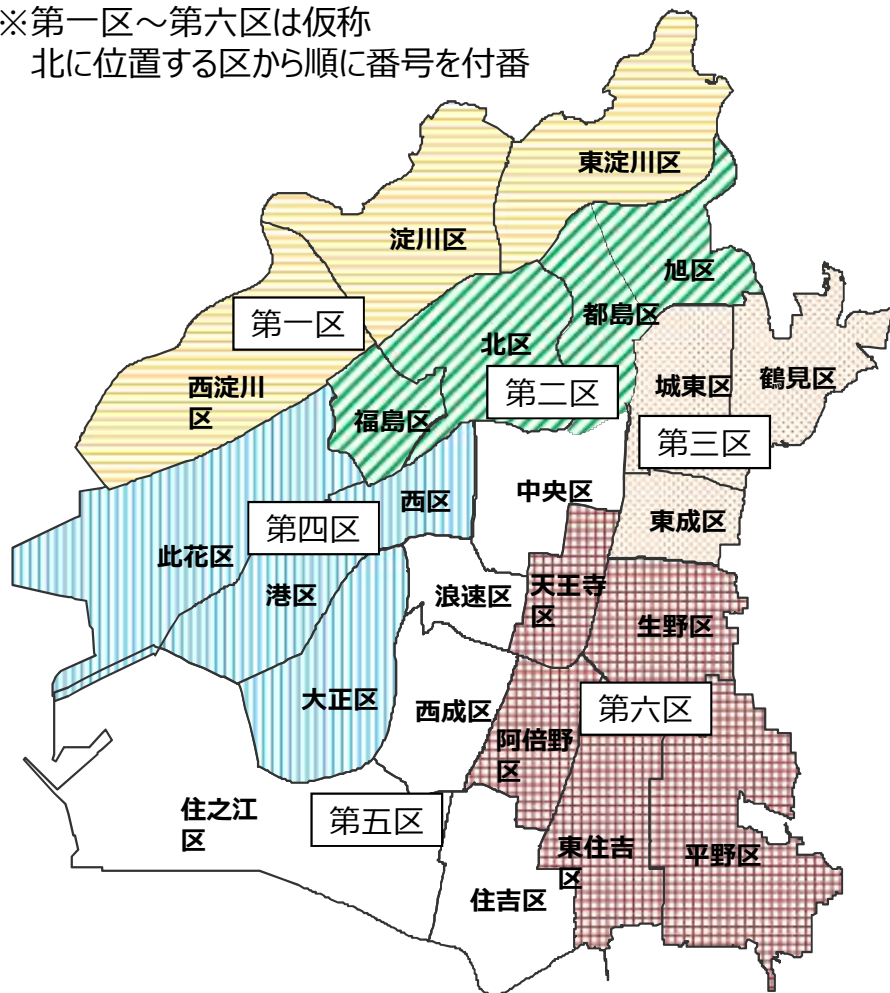 ※第一区～第六区は仮称
北に位置する区から順に番号を付番
東淀川区
淀川区
旭区
都島区
第一区
北区
鶴見区
城東区
西淀川
区
第二区
福島区
第三区
中央区
西区
東成区
第四区
此花区
天王寺
区
港区
浪速区
生野区
大正区
西成区
第六区
阿倍野
区
住之江
区
第五区
東住吉
区
平野区
住吉区